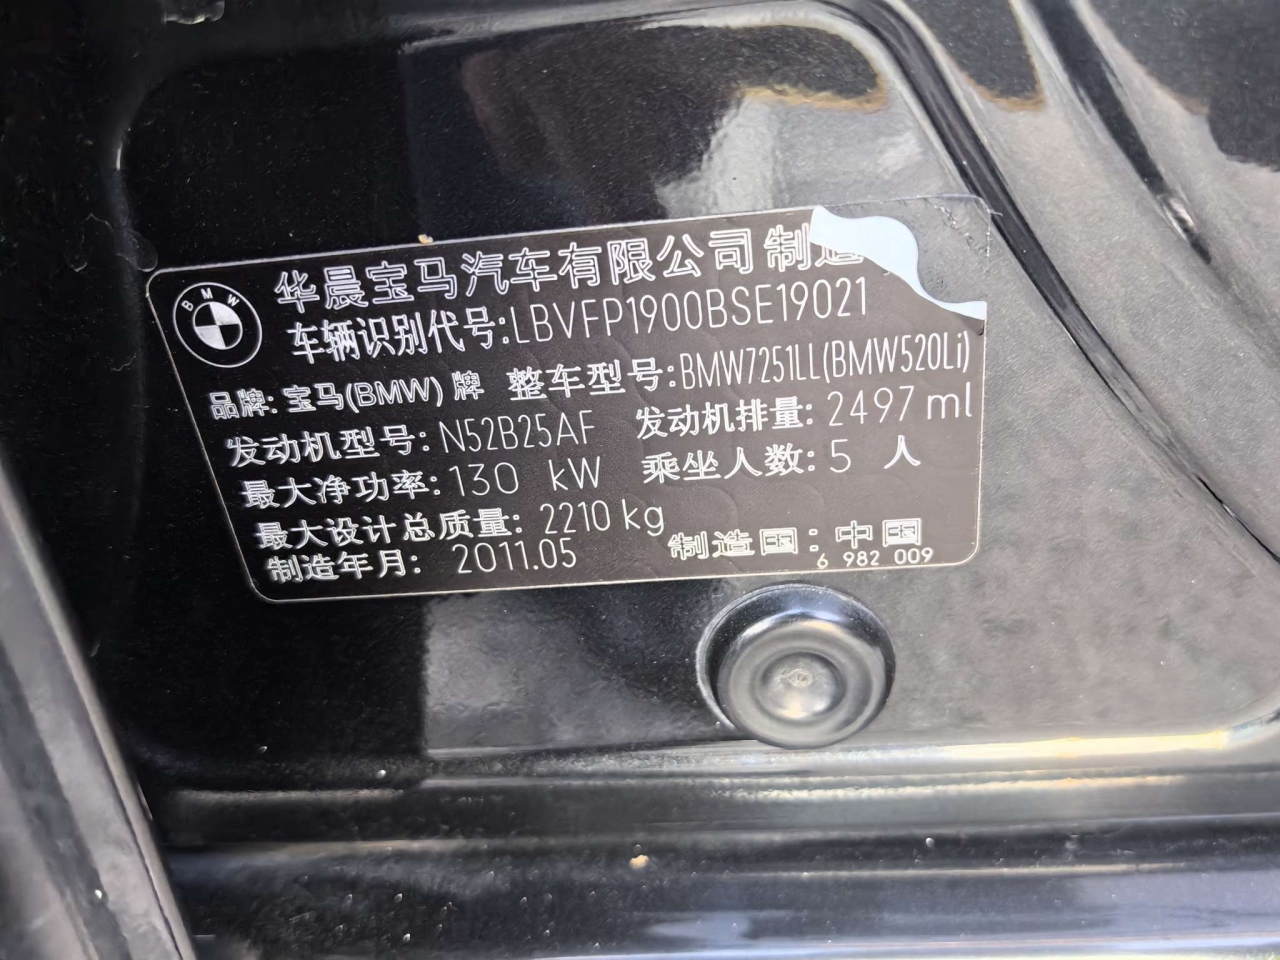 BMW
华晨宝马汽车有限公司 制造
车辆识别代号:LBVFP1900BSE19021
品牌:宝马(BMW)牌 整车型号:BMW7251LL(BMW520Li)
发动机型号:N52B25AF 发动机排量:2497 ml
最大净功率:130 kW 乘坐人数:5 人
最大设计总质量:2210 kg
制造年月:2011.05 制造国:中国
6 982 009